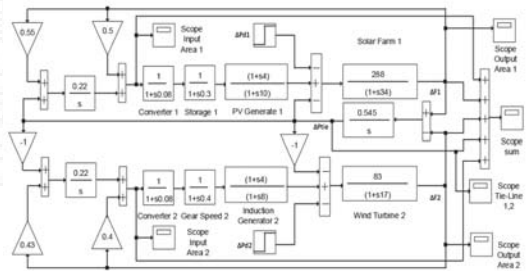 0.55
0.5
Scope
Input
Area 1
ΔPd1
Solar Farm 1
Scope
Output
Area 1
0.22
s
1
1+s0.08
Converter 1
1
1+s0.3
Storage 1
(1+s4)
(1+s10)
PV Generate 1
288
(1+s34)
ΔF1
0.545
s
ΔPtie
-1
-1
Scope
sum
0.22
s
1
1+s0.08
Converter 2
1
1+s0.4
Gear Speed 2
(1+s4)
(1+s8)
Induction
Generator 2
83
(1+s17)
Wind Turbine 2
ΔF2
Scope
Tie-Line
1,2
0.43
0.4
Scope
Input
Area 2
ΔPd2
Scope
Output
Area 2